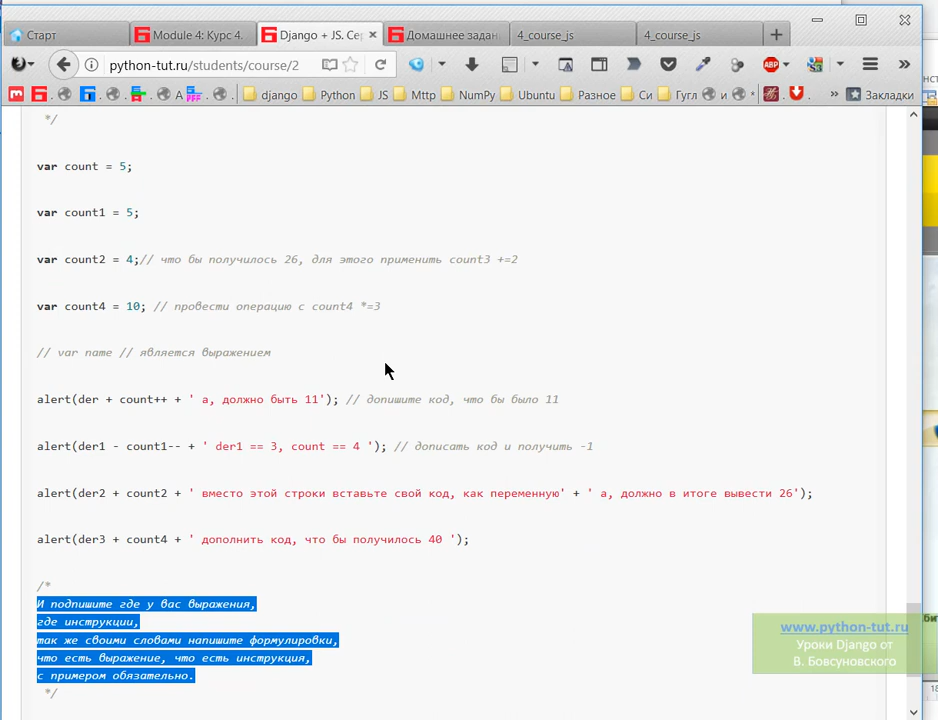 Старт
Module 4: Курс 4.
Django + JS. Се
Домашнее задан
4_course_js
4_course_js
python-tut.ru/students/course/2
ABP
django
Python
JS
Mttp
NumPy
Ubuntu
Разное
Си
Гугл
Закладки
*/
var count = 5;
var count1 = 5;
var count2 = 4;// что бы получилось 26, для этого применить count3 +=2
var count4 = 10; // провести операцию с count4 *=3
// var name // является выражением
alert(der + count++ + ' а, должно быть 11'); // допишите код, что бы было 11
alert(der1 - count1-- + ' der1 == 3, count == 4 '); // дописать код и получить -1
alert(der2 + count2 + ' вместо этой строки вставьте свой код, как переменную' + ' а, должно в итоге вывести 26');
alert(der3 + count4 + ' дополнить код, что бы получилось 40 ');
/*
И подпишите где у вас выражения,
где инструкции,
так же своими словами напишите формулировки,
что есть выражение, что есть инструкция,
с примером обязательно.
*/
www.python-tut.ru
Уроки Django от
В. Бовсуновского